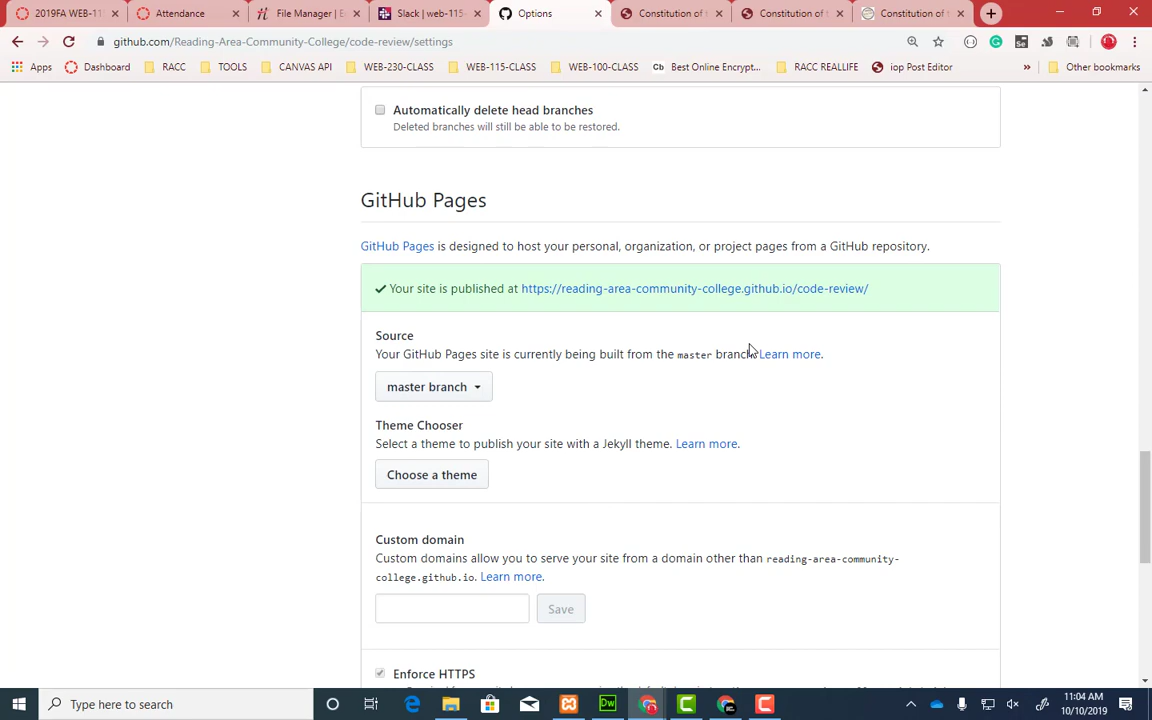 2019FA WEB-11
Attendance
File Manager | E
Slack | web-115-
Options
Constitution of t
Constitution of t
Constitution of t
github.com/Reading-Area-Community-College/code-review/settings
Apps
Dashboard
RACC
TOOLS
CANVAS API
WEB-230-CLASS
WEB-115-CLASS
WEB-100-CLASS
Cb
Best Online Encrypt...
RACC REALLIFE
iop Post Editor
»
Other bookmarks
Automatically delete head branches
Deleted branches will still be able to be restored.
GitHub Pages
GitHub Pages is designed to host your personal, organization, or project pages from a GitHub repository.
Your site is published at https://reading-area-community-college.github.io/code-review/
Source
Your GitHub Pages site is currently being built from the master branch. Learn more.
master branch
Theme Chooser
Select a theme to publish your site with a Jekyll theme. Learn more.
Choose a theme
Custom domain
Custom domains allow you to serve your site from a domain other than reading-area-community-
college.github.io. Learn more.
Save
Enforce HTTPS
Type here to search
Dw
11:04 AM
10/10/2019